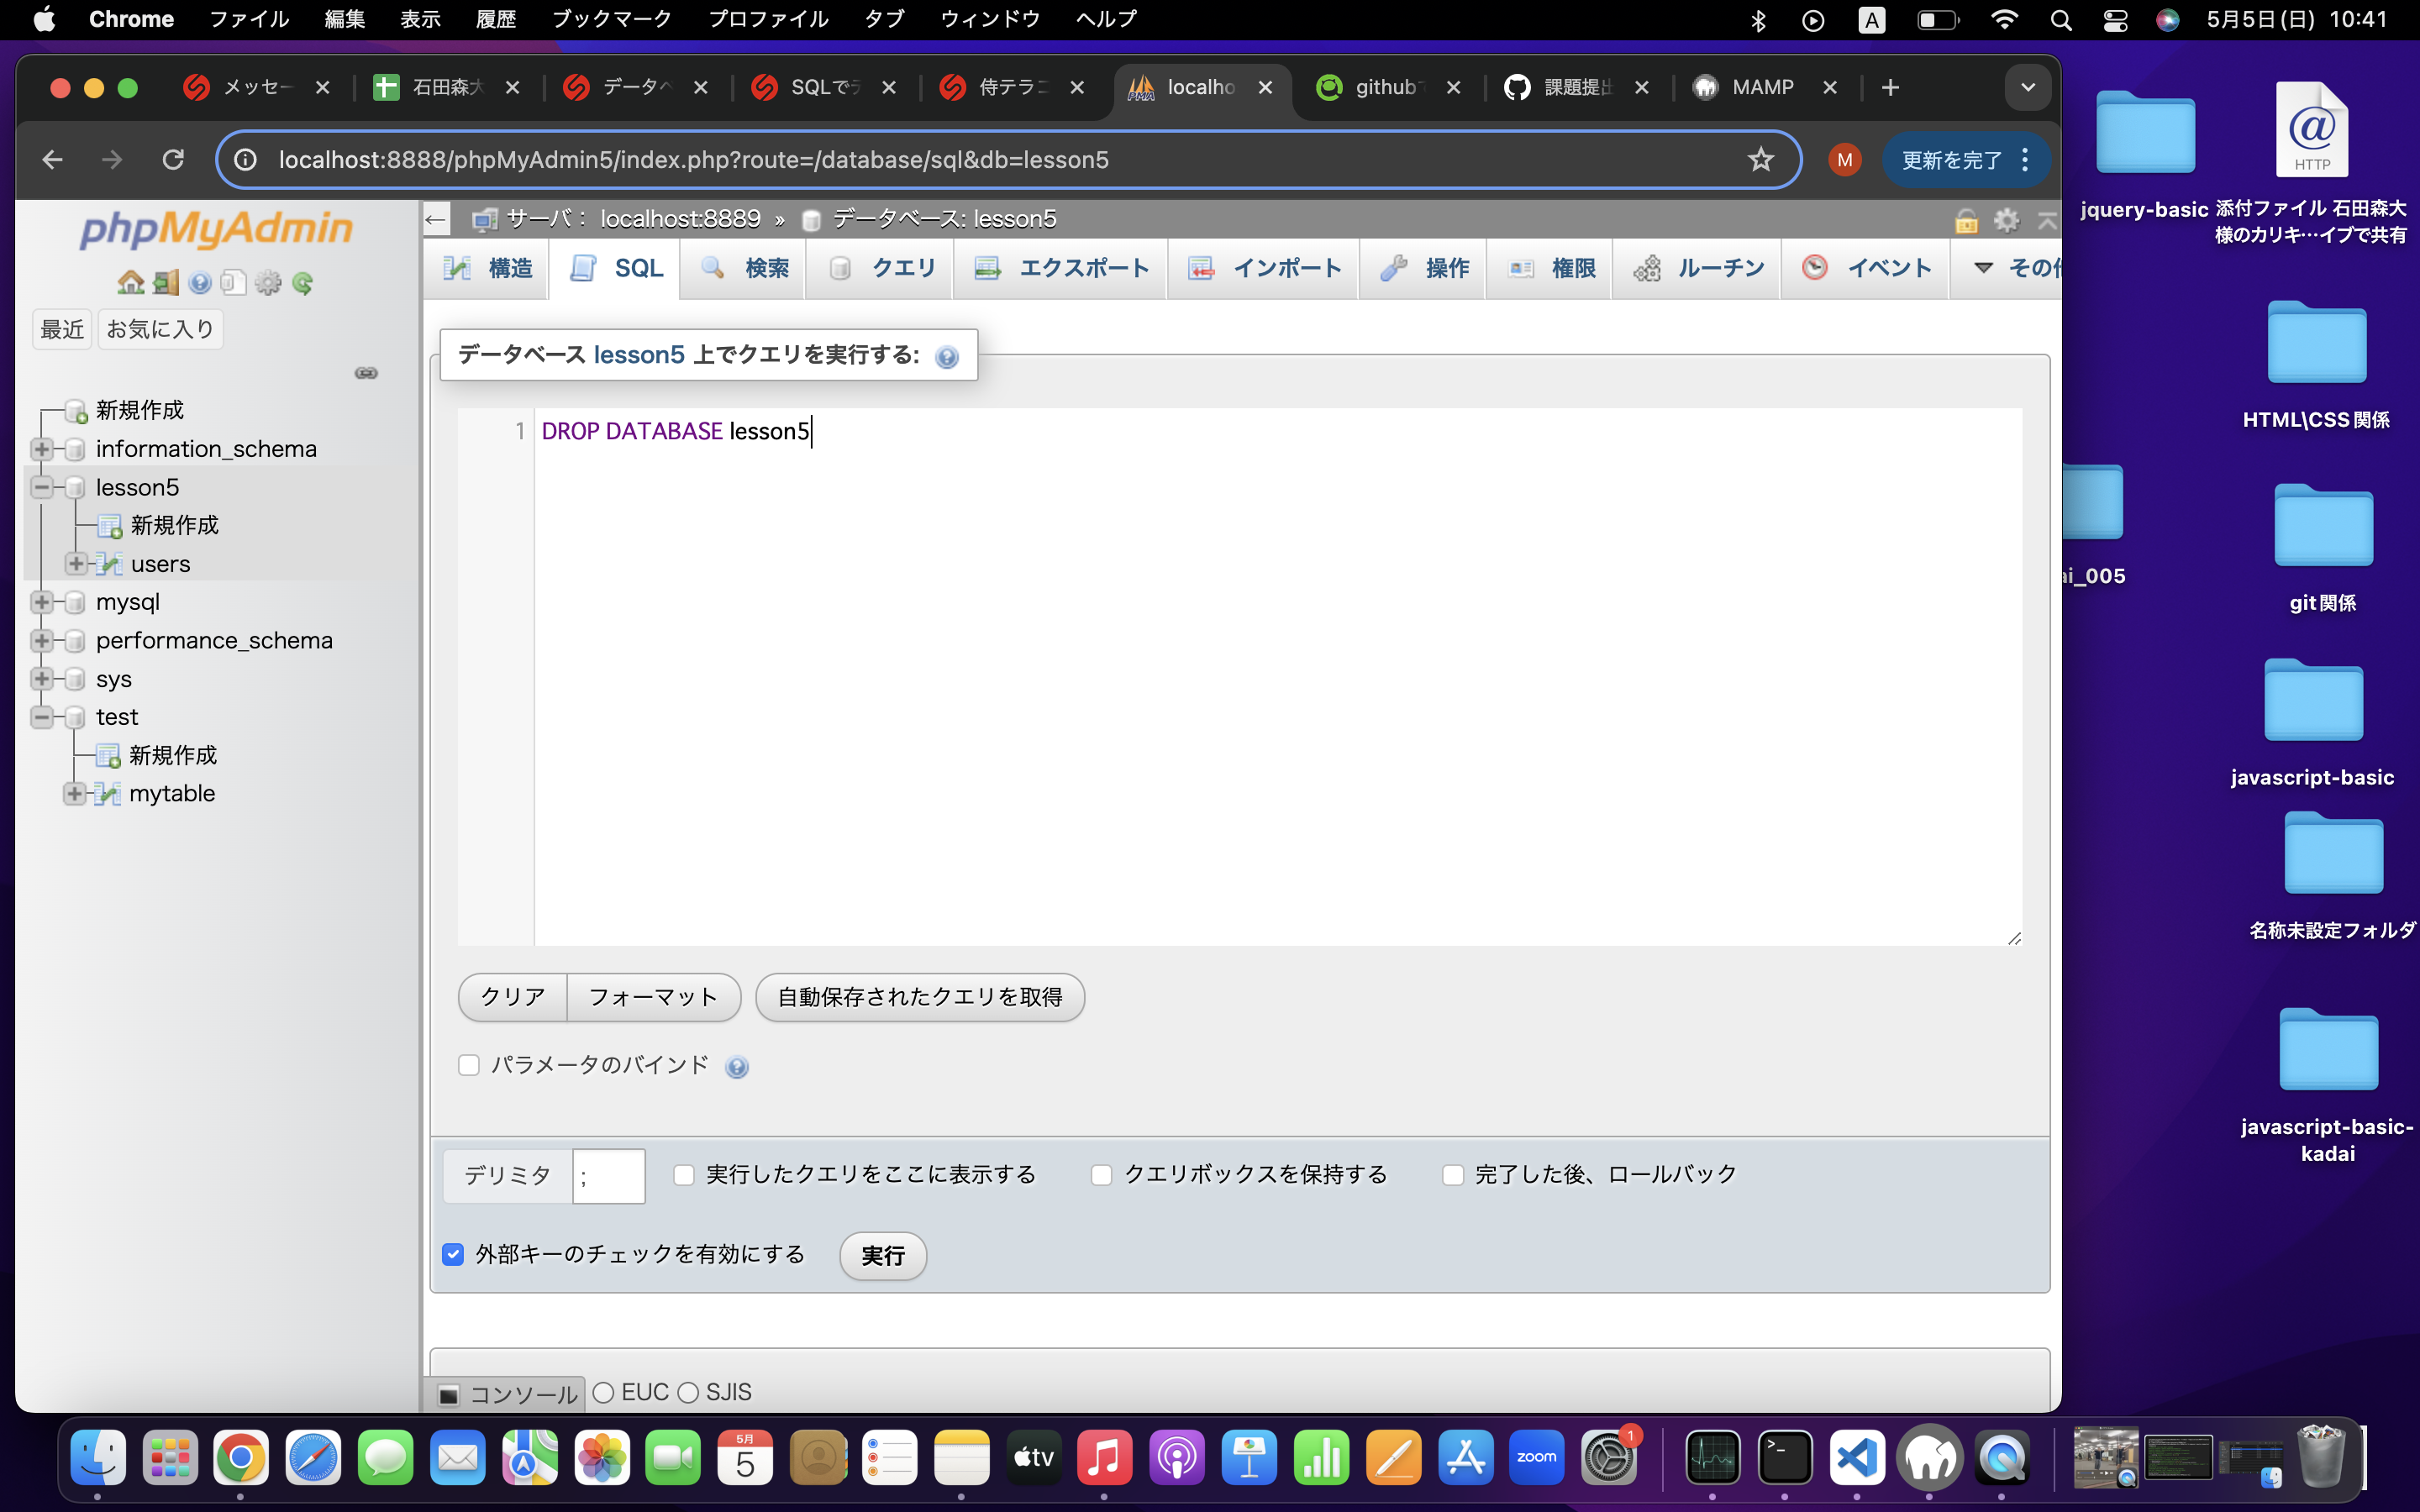 Chrome ファイル 編集 表示 履歴 ブックマーク プロファイル タブ ウィンドウ ヘルプ
A 5月5日(日) 10:41
メッセー 石田森大 データベ SQLでデ 侍テラコ localho github 課題提出 MAMP
localhost:8888/phpMyAdmin5/index.php?route=/database/sql&db=lesson5
M 更新を完了
phpMyAdmin
最近 お気に入り
新規作成
information_schema
lesson5
新規作成
users
mysql
performance_schema
sys
test
新規作成
mytable
サーバ: localhost:8889 » データベース: lesson5
構造 SQL 検索 クエリ エクスポート インポート 操作 権限 ルーチン イベント その他
データベース lesson5 上でクエリを実行する:
1 DROP DATABASE lesson5
クリア フォーマット 自動保存されたクエリを取得
パラメータのバインド
デリミタ ; 実行したクエリをここに表示する クエリボックスを保持する 完了した後、ロールバック
外部キーのチェックを有効にする 実行
コンソール EUC SJIS
jquery-basic
HTTP
添付ファイル 石田森大
様のカリキ…イブで共有
HTML\CSS関係
ai_005
git関係
javascript-basic
名称未設定フォルダ
javascript-basic-
kadai
5月
5
tv
zoom
1